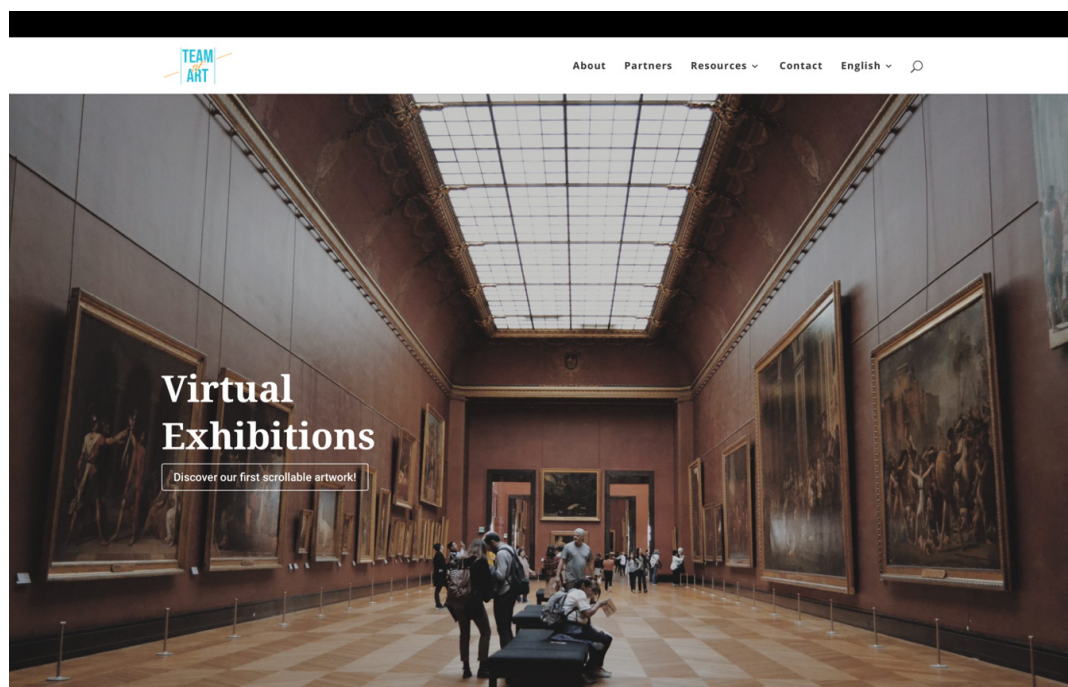 TEAM
of
ART
About Partners Resources Contact English
Virtual
Exhibitions
Discover our first scrollable artwork!